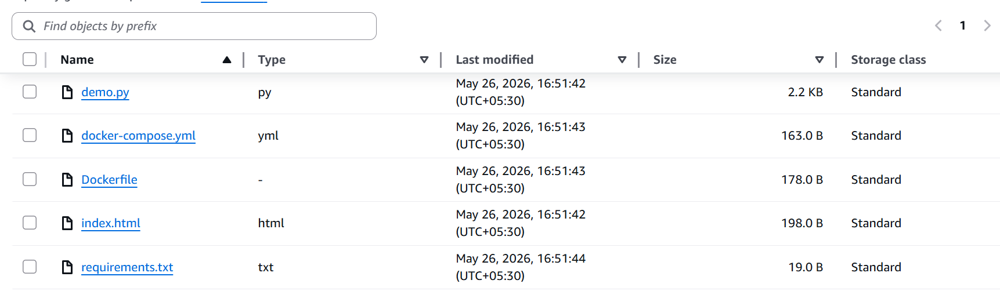 Find objects by prefix
1
Name Type Last modified Size Storage class
demo.py py May 26, 2026, 16:51:42 (UTC+05:30) 2.2 KB Standard
docker-compose.yml yml May 26, 2026, 16:51:43 (UTC+05:30) 163.0 B Standard
Dockerfile - May 26, 2026, 16:51:43 (UTC+05:30) 178.0 B Standard
index.html html May 26, 2026, 16:51:42 (UTC+05:30) 198.0 B Standard
requirements.txt txt May 26, 2026, 16:51:44 (UTC+05:30) 19.0 B Standard